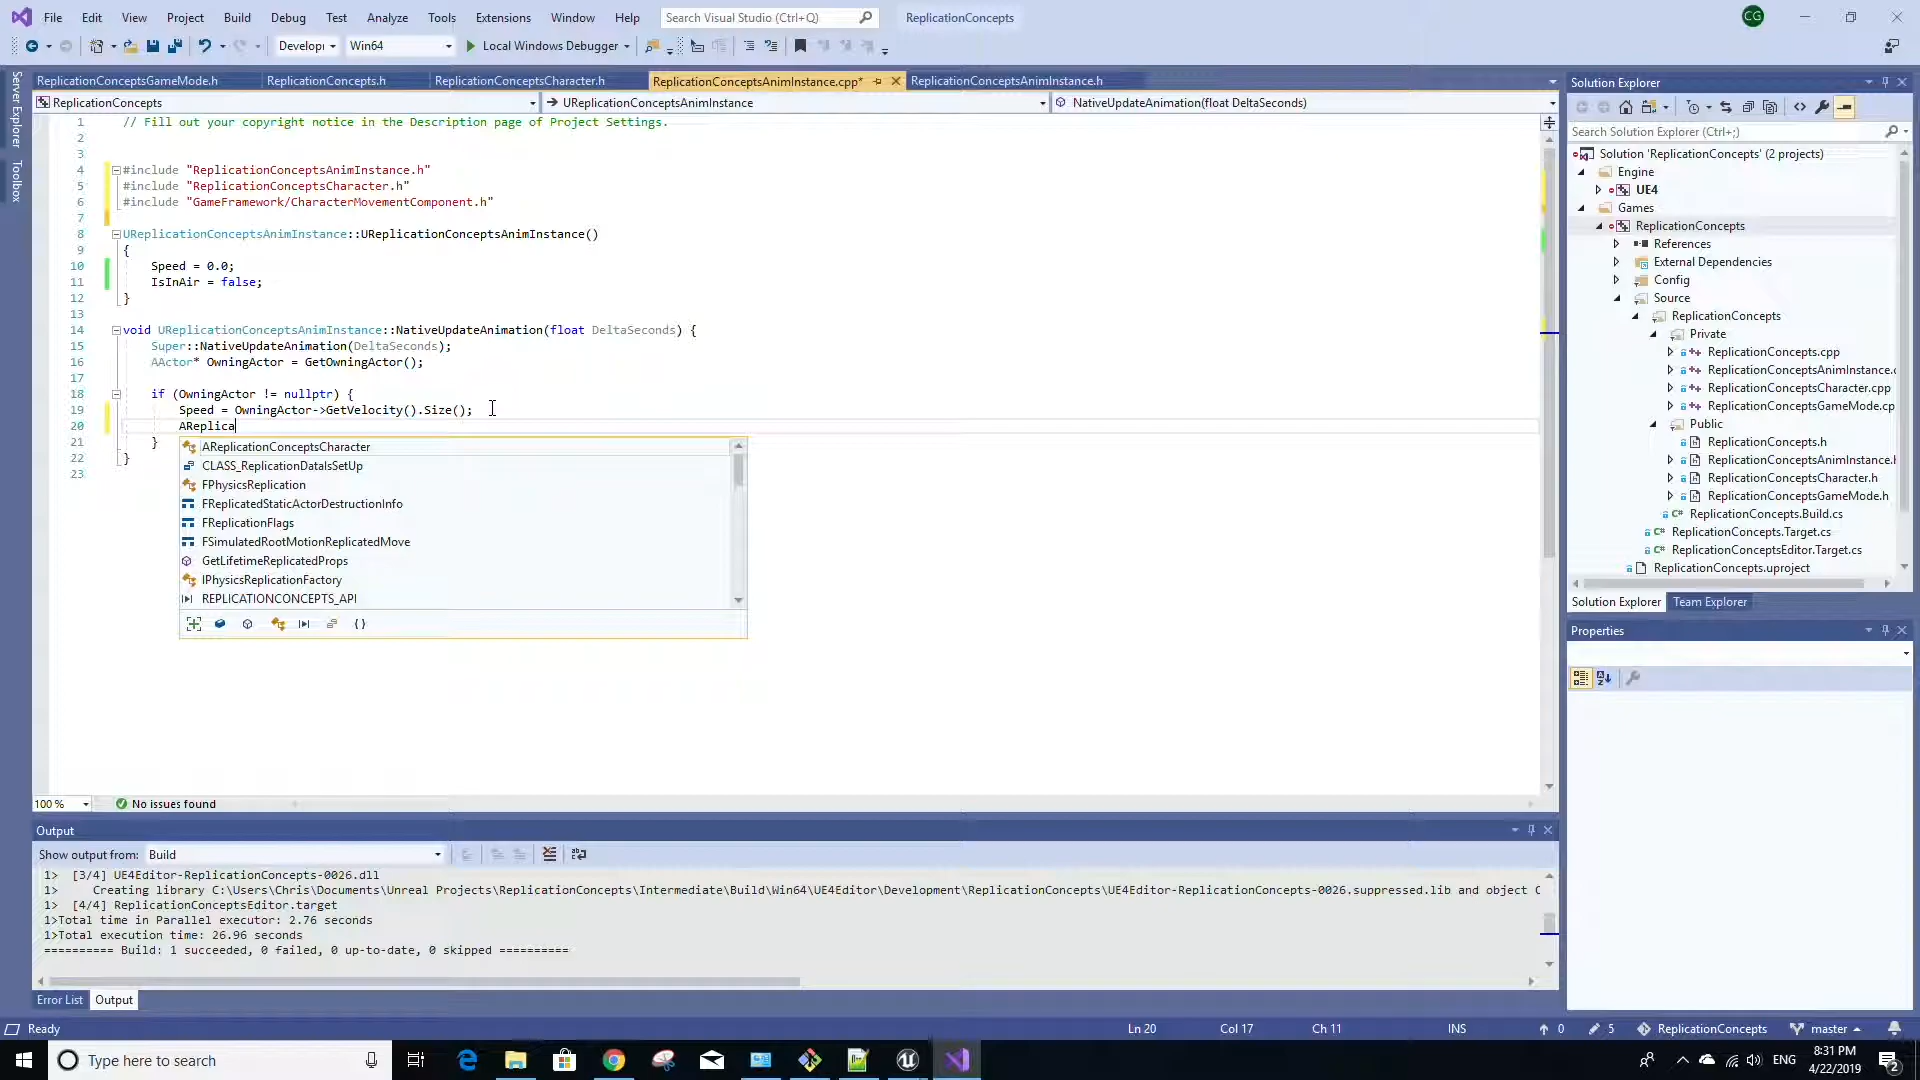 File Edit View Project Build Debug Test Analyze Tools Extensions Window Help Search Visual Studio (Ctrl+Q) ReplicationConcepts CG
Develop Win64 Local Windows Debugger
ReplicationConceptsGameMode.h ReplicationConcepts.h ReplicationConceptsCharacter.h ReplicationConceptsAnimInstance.cpp* ReplicationConceptsAnimInstance.h
ReplicationConcepts UReplicationConceptsAnimInstance NativeUpdateAnimation(float DeltaSeconds)
Server Explorer
Toolbox
1 // Fill out your copyright notice in the Description page of Project Settings.
2
3
4 #include "ReplicationConceptsAnimInstance.h"
5 #include "ReplicationConceptsCharacter.h"
6 #include "GameFramework/CharacterMovementComponent.h"
7
8 UReplicationConceptsAnimInstance::UReplicationConceptsAnimInstance()
9 {
10 Speed = 0.0;
11 IsInAir = false;
12 }
13
14 void UReplicationConceptsAnimInstance::NativeUpdateAnimation(float DeltaSeconds) {
15 Super::NativeUpdateAnimation(DeltaSeconds);
16 AActor* OwningActor = GetOwningActor();
17
18 if (OwningActor != nullptr) {
19 Speed = OwningActor->GetVelocity().Size();
20 AReplica
21 }
22 }
23
AReplicationConceptsCharacter
CLASS_ReplicationDataIsSetUp
FPhysicsReplication
FReplicatedStaticActorDestructionInfo
FReplicationFlags
FSimulatedRootMotionReplicatedMove
GetLifetimeReplicatedProps
IPhysicsReplicationFactory
REPLICATIONCONCEPTS_API
{ }
100 % No issues found
Output
Show output from: Build
1> [3/4] UE4Editor-ReplicationConcepts-0026.dll
1> Creating library C:\Users\Chris\Documents\Unreal Projects\ReplicationConcepts\Intermediate\Build\Win64\UE4Editor\Development\ReplicationConcepts\UE4Editor-ReplicationConcepts-0026.suppressed.lib and object C
1> [4/4] ReplicationConceptsEditor.target
1>Total time in Parallel executor: 2.76 seconds
1>Total execution time: 26.96 seconds
========== Build: 1 succeeded, 0 failed, 0 up-to-date, 0 skipped ==========
Error List Output
Solution Explorer
Search Solution Explorer (Ctrl+;)
Solution 'ReplicationConcepts' (2 projects)
Engine
UE4
Games
ReplicationConcepts
References
External Dependencies
Config
Source
ReplicationConcepts
Private
ReplicationConcepts.cpp
ReplicationConceptsAnimInstance.c
ReplicationConceptsCharacter.cpp
ReplicationConceptsGameMode.cp
Public
ReplicationConcepts.h
ReplicationConceptsAnimInstance.h
ReplicationConceptsCharacter.h
ReplicationConceptsGameMode.h
ReplicationConcepts.Build.cs
ReplicationConcepts.Target.cs
ReplicationConceptsEditor.Target.cs
ReplicationConcepts.uproject
Solution Explorer Team Explorer
Properties
Ready Ln 20 Col 17 Ch 11 INS 0 5 ReplicationConcepts master
Type here to search ENG 8:31 PM
4/22/2019 2